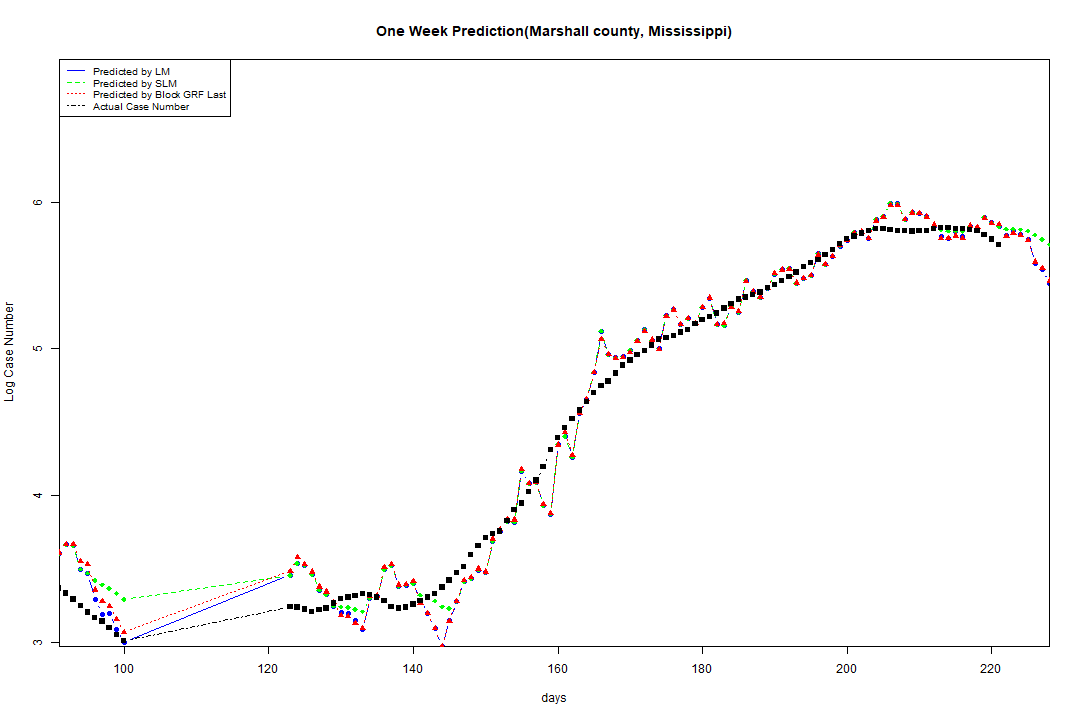 One Week Prediction(Marshall county, Mississippi)
Predicted by LM
Predicted by SLM
Predicted by Block GRF Last
Actual Case Number
6
5
4
3
Log Case Number
100 120 140 160 180 200 220
days